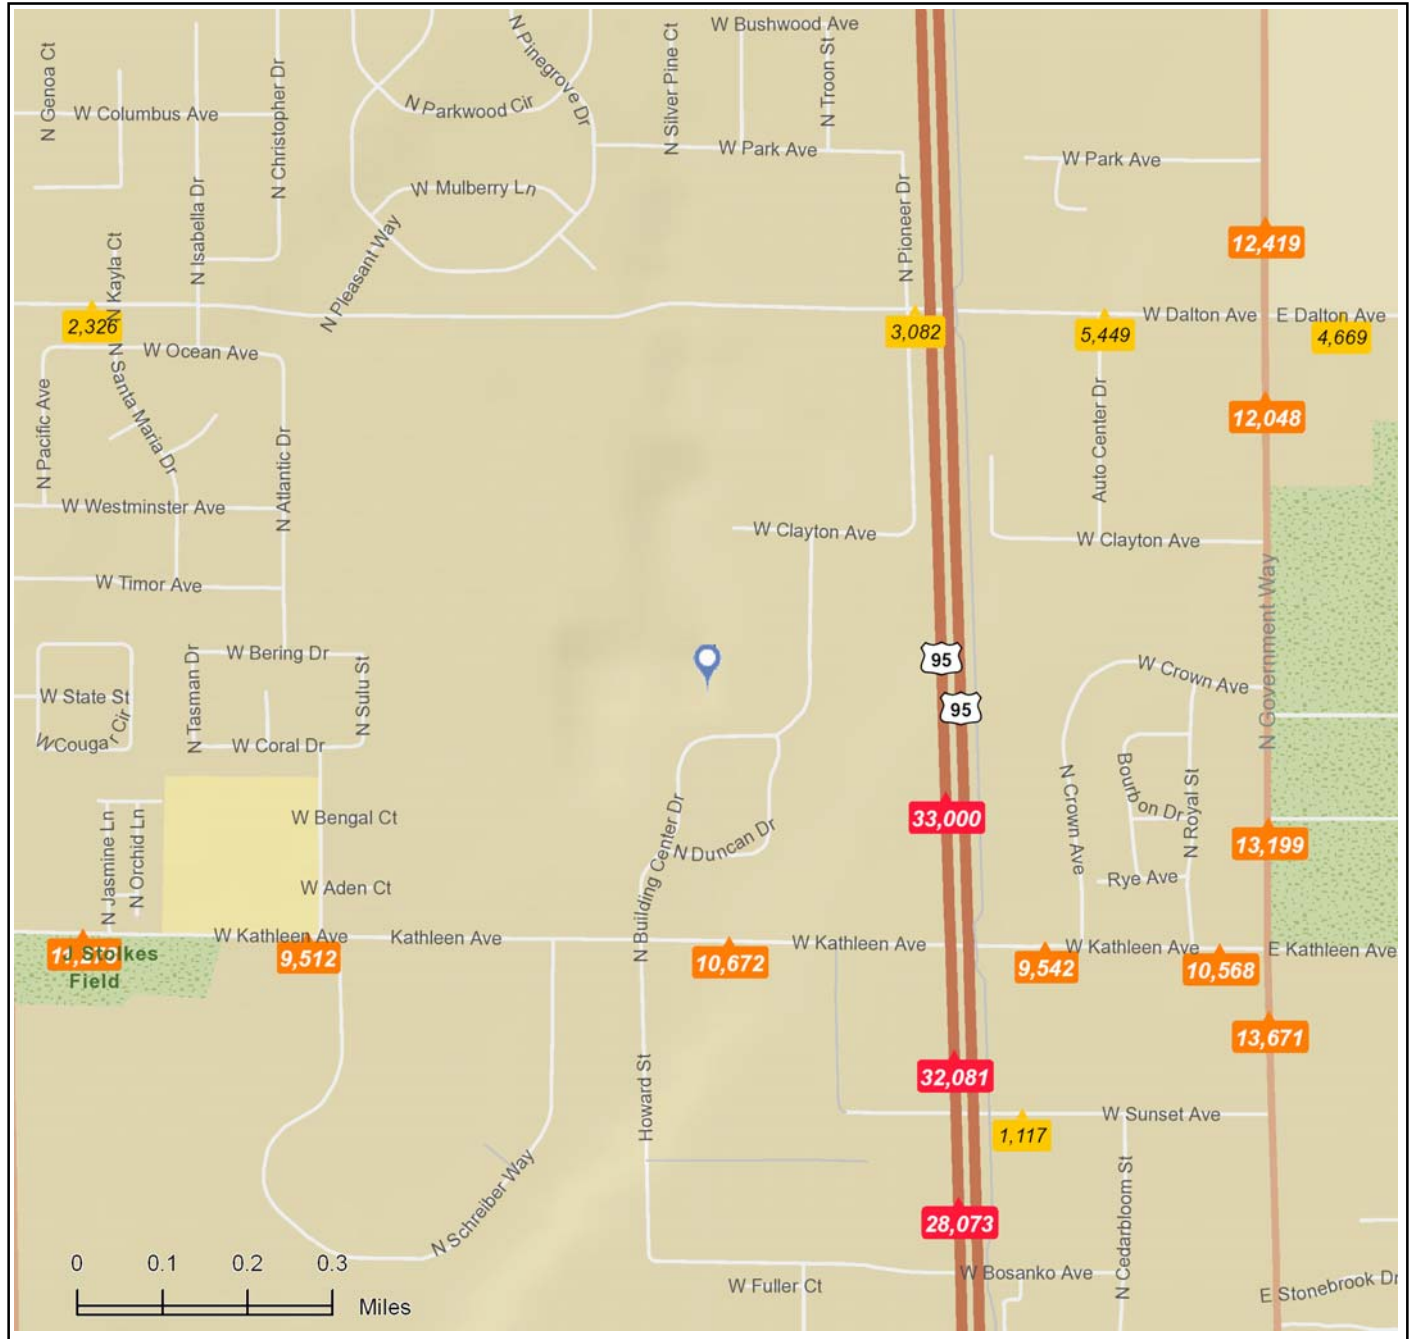 W Bushwood Ave
N Genoa Ct
N Christopher Dr
N Pinegrove Dr
N Silver Pine Ct
N Troon St
W Columbus Ave
N Parkwood Cir
W Park Ave
W Park Ave
N Isabella Dr
W Mulberry Ln
N Pioneer Dr
N Kayla Ct
N Pleasant Way
12,419
2,326
3,082
5,449
W Dalton Ave
E Dalton Ave
4,669
W Ocean Ave
N Santa Maria Dr
N Pacific Ave
N Atlantic Dr
Auto Center Dr
12,048
W Westminster Ave
W Clayton Ave
W Clayton Ave
W Timor Ave
N Government Way
W Bering Dr
N Tasman Dr
N Sulu St
95
95
W Crown Ave
W State St
W Cougar Cir
W Coral Dr
N Crown Ave
Bourbon Dr
N Royal St
W Bengal Ct
33,000
N Jasmine Ln
N Orchid Ln
N Building Center Dr
N Duncan Dr
13,199
W Aden Ct
Rye Ave
W Kathleen Ave
Kathleen Ave
W Kathleen Ave
W Kathleen Ave
E Kathleen Ave
J Stolkes
Field
9,512
10,672
9,542
10,568
13,671
Howard St
32,081
W Sunset Ave
1,117
N Schreiber Way
N Cedarbloom St
28,073
W Fuller Ct
W Bosanko Ave
E Stonebrook Dr
0 0.1 0.2 0.3
Miles